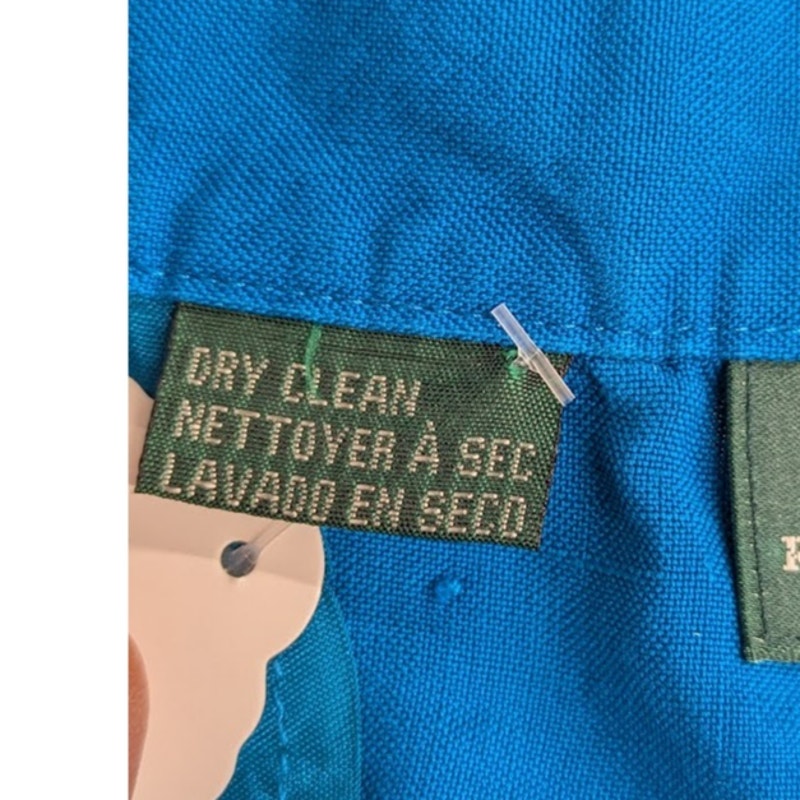 DRY CLEAN
NETTOYER À SEC
LAVADO EN SECO